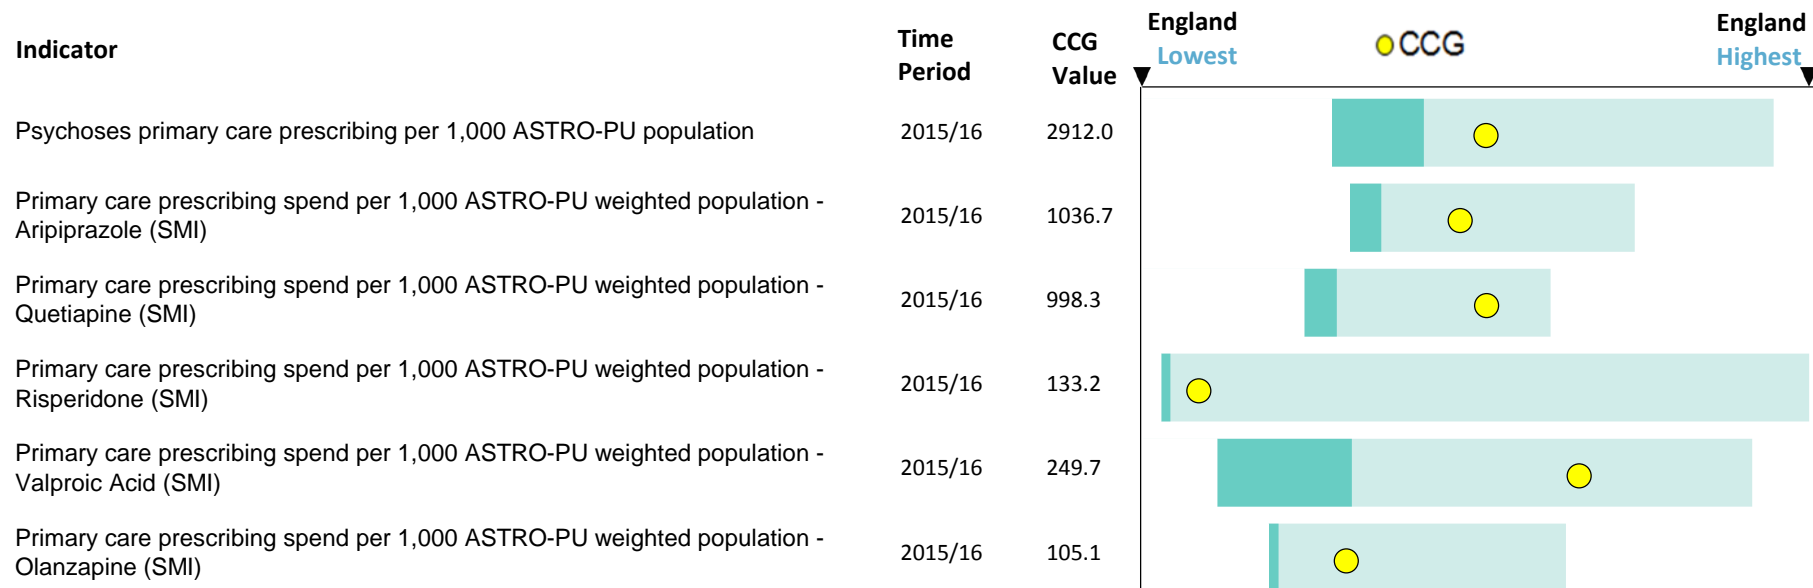 Indicator
Time
Period
CCG
Value
England
Lowest
CCG
England
Highest
Psychoses primary care prescribing per 1,000 ASTRO-PU population
2015/16
2912.0
Primary care prescribing spend per 1,000 ASTRO-PU weighted population -
Aripiprazole (SMI)
2015/16
1036.7
Primary care prescribing spend per 1,000 ASTRO-PU weighted population -
Quetiapine (SMI)
2015/16
998.3
Primary care prescribing spend per 1,000 ASTRO-PU weighted population -
Risperidone (SMI)
2015/16
133.2
Primary care prescribing spend per 1,000 ASTRO-PU weighted population -
Valproic Acid (SMI)
2015/16
249.7
Primary care prescribing spend per 1,000 ASTRO-PU weighted population -
Olanzapine (SMI)
2015/16
105.1